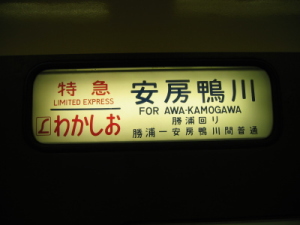 特急
LIMITED EXPRESS
L わかしお
安房鴨川
FOR AWA-KAMOGAWA
勝浦回り
勝浦－安房鴨川間普通